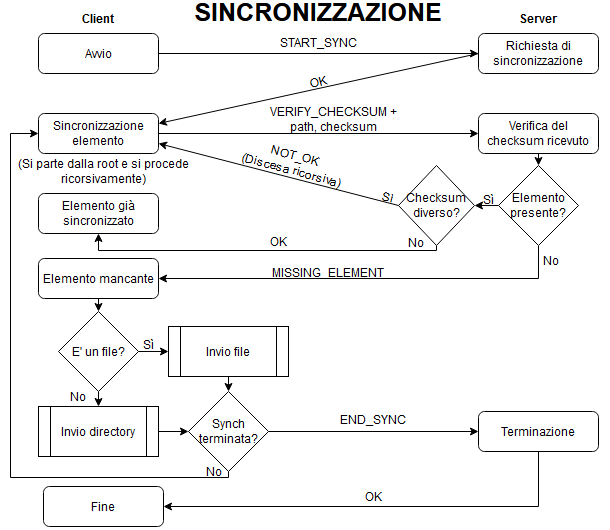 SINCRONIZZAZIONE
Client
Server
Avvio
START_SYNC
Richiesta di
sincronizzazione
OK
Sincronizzazione
elemento
VERIFY_CHECKSUM +
path, checksum
Verifica del
checksum ricevuto
(Si parte dalla root e si procede
ricorsivamente)
NOT_OK
(Discesa ricorsiva)
Sì
Checksum
diverso?
Sì
Elemento
presente?
Elemento già
sincronizzato
OK
No
No
Elemento mancante
MISSING_ELEMENT
E' un file?
Sì
Invio file
No
Invio directory
Synch
terminata?
END_SYNC
Terminazione
No
Fine
OK